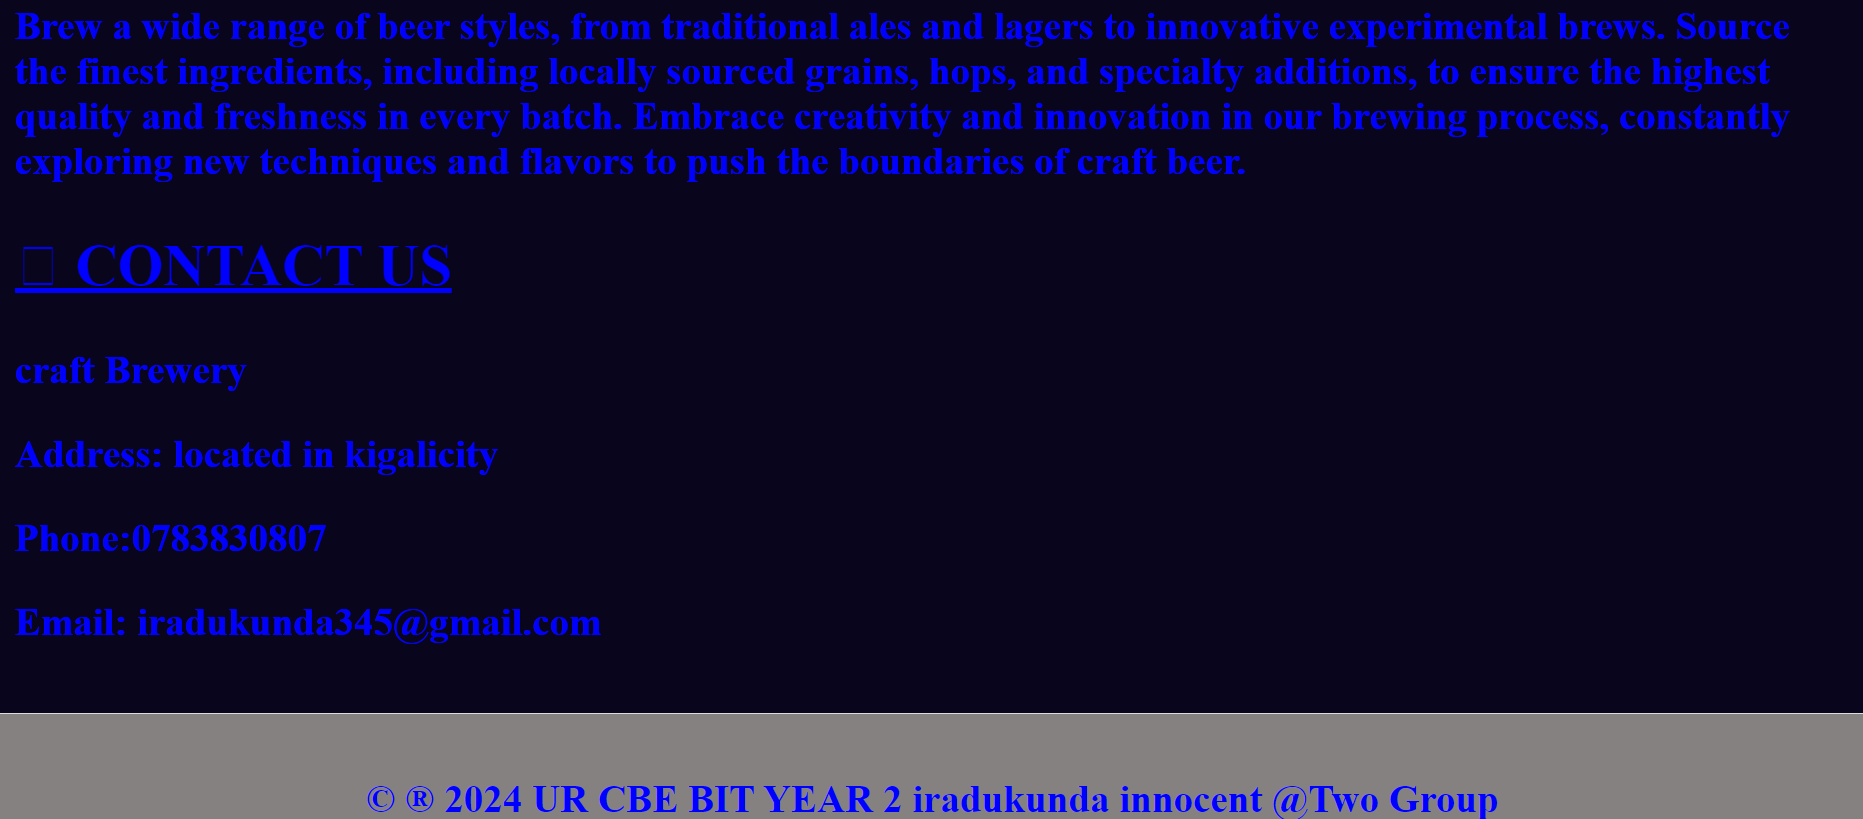 Brew a wide range of beer styles, from traditional ales and lagers to innovative experimental brews. Source
the finest ingredients, including locally sourced grains, hops, and specialty additions, to ensure the highest
quality and freshness in every batch. Embrace creativity and innovation in our brewing process, constantly
exploring new techniques and flavors to push the boundaries of craft beer.
CONTACT US
craft Brewery
Address: located in kigalicity
Phone:0783830807
Email: iradukunda345@gmail.com
© ® 2024 UR CBE BIT YEAR 2 iradukunda innocent @Two Group